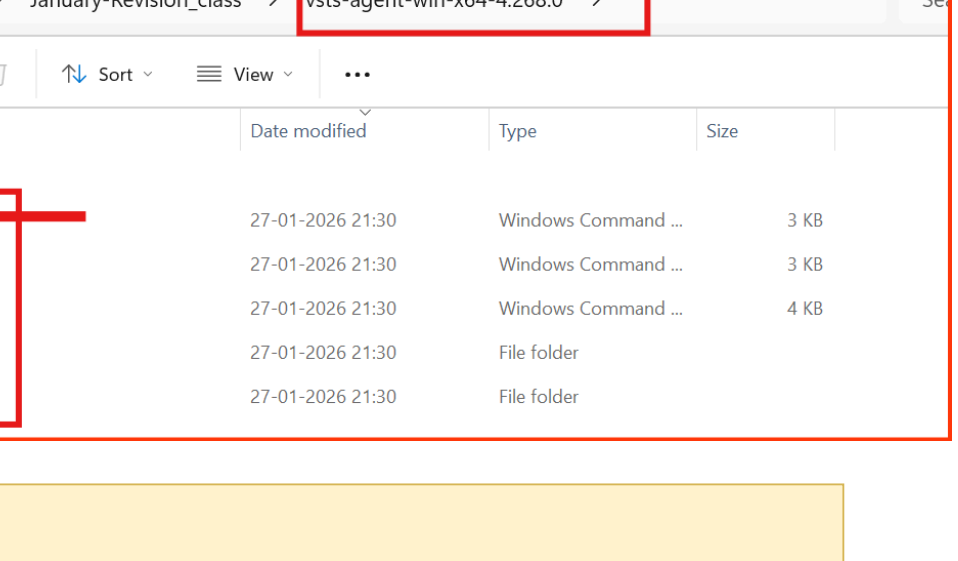 January-Revision_class > vsts-agent-win-x64-4.268.0 >
Sort View
Date modified Type Size
27-01-2026 21:30 Windows Command ... 3 KB
27-01-2026 21:30 Windows Command ... 3 KB
27-01-2026 21:30 Windows Command ... 4 KB
27-01-2026 21:30 File folder
27-01-2026 21:30 File folder